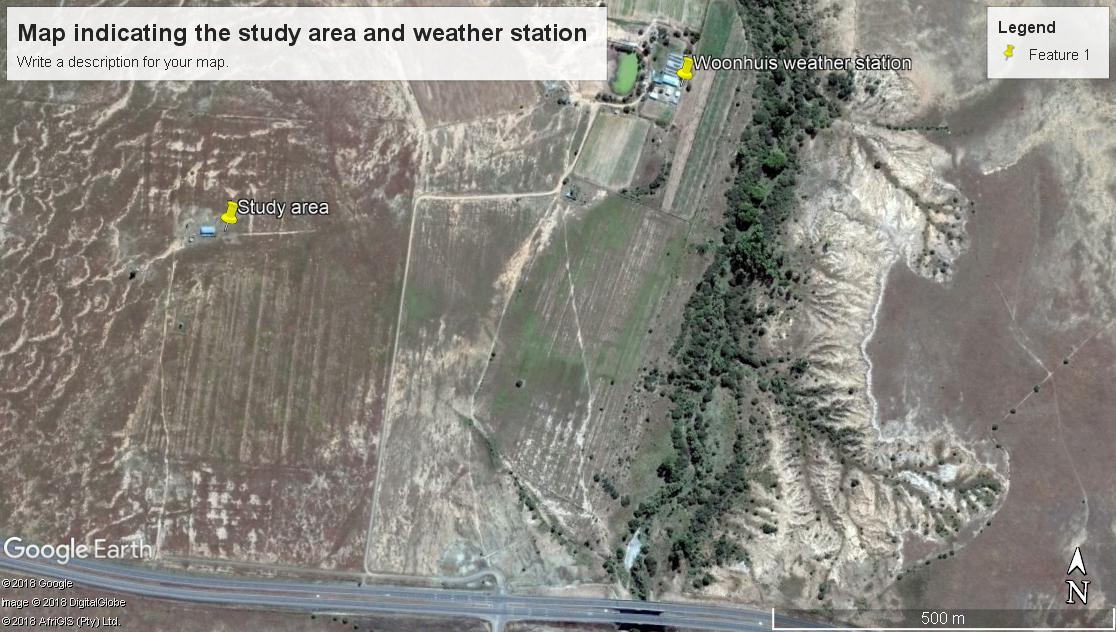 Map indicating the study area and weather station
Write a description for your map.
Legend
Feature 1
Woonhuis weather station
Study area
Google Earth
©2018 Google
Image © 2018 DigitalGlobe
©2018 AfriGIS (Pty) Ltd.
N
500 m